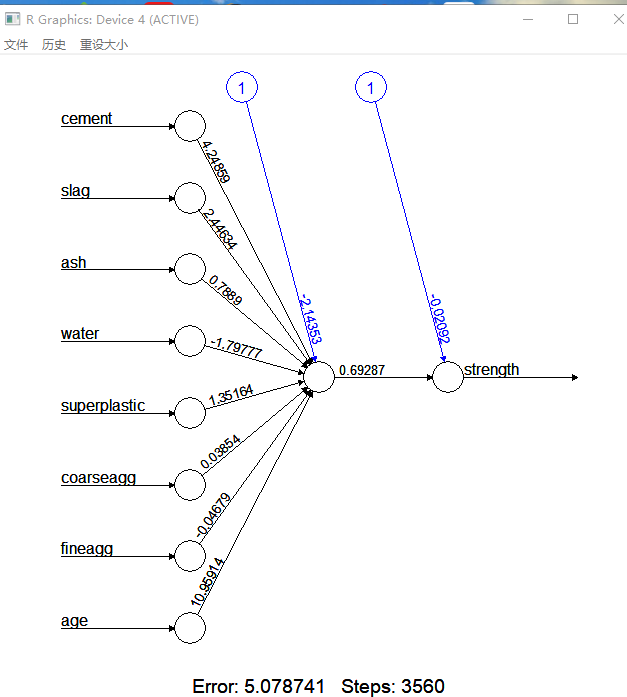 R Graphics: Device 4 (ACTIVE)
文件 历史 重设大小
1 1
cement
4.24859
slag
2.44634
ash
0.7889
water
-1.79777
superplastic
1.35164
coarseagg
0.03854
fineagg
-0.04679
age
10.95914
-2.14353
-0.02092
0.69287
strength
Error: 5.078741 Steps: 3560